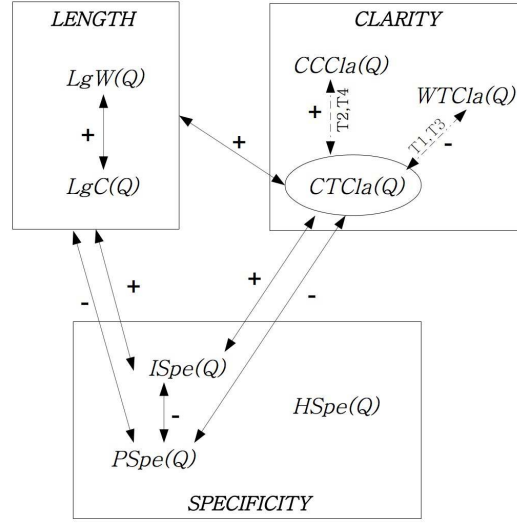 LENGTH
LgW(Q)
+
LgC(Q)
CLARITY
CCCla(Q)
WTCla(Q)
+
T2,T4
T1,T3
-
CTCla(Q)
+
-
+
+
-
ISpe(Q)
-
HSpe(Q)
PSpe(Q)
SPECIFICITY